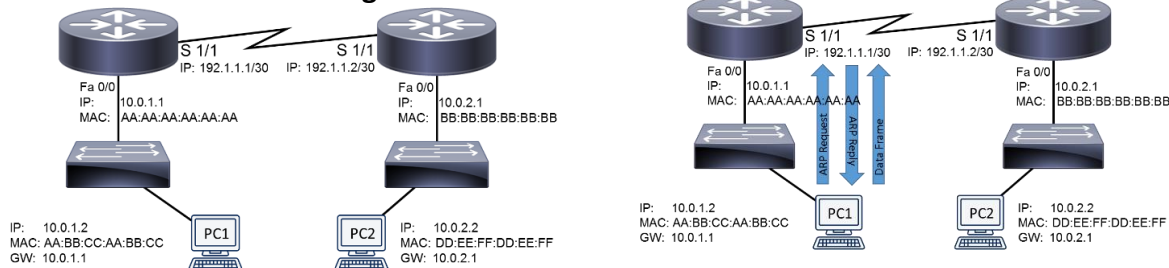 S 1/1
IP: 192.1.1.1/30
S 1/1
IP: 192.1.1.2/30
Fa 0/0
IP: 10.0.1.1
MAC: AA:AA:AA:AA:AA:AA
Fa 0/0
IP: 10.0.2.1
MAC: BB:BB:BB:BB:BB:BB
IP: 10.0.1.2
MAC: AA:BB:CC:AA:BB:CC
GW: 10.0.1.1
PC1
PC2
IP: 10.0.2.2
MAC: DD:EE:FF:DD:EE:FF
GW: 10.0.2.1
S 1/1
IP: 192.1.1.1/30
S 1/1
IP: 192.1.1.2/30
Fa 0/0
IP: 10.0.1.1
MAC: AA:AA:AA:AA:AA:AA
Fa 0/0
IP: 10.0.2.1
MAC: BB:BB:BB:BB:BB:BB
ARP Request
ARP Reply
Data Frame
IP: 10.0.1.2
MAC: AA:BB:CC:AA:BB:CC
GW: 10.0.1.1
PC1
PC2
IP: 10.0.2.2
MAC: DD:EE:FF:DD:EE:FF
GW: 10.0.2.1